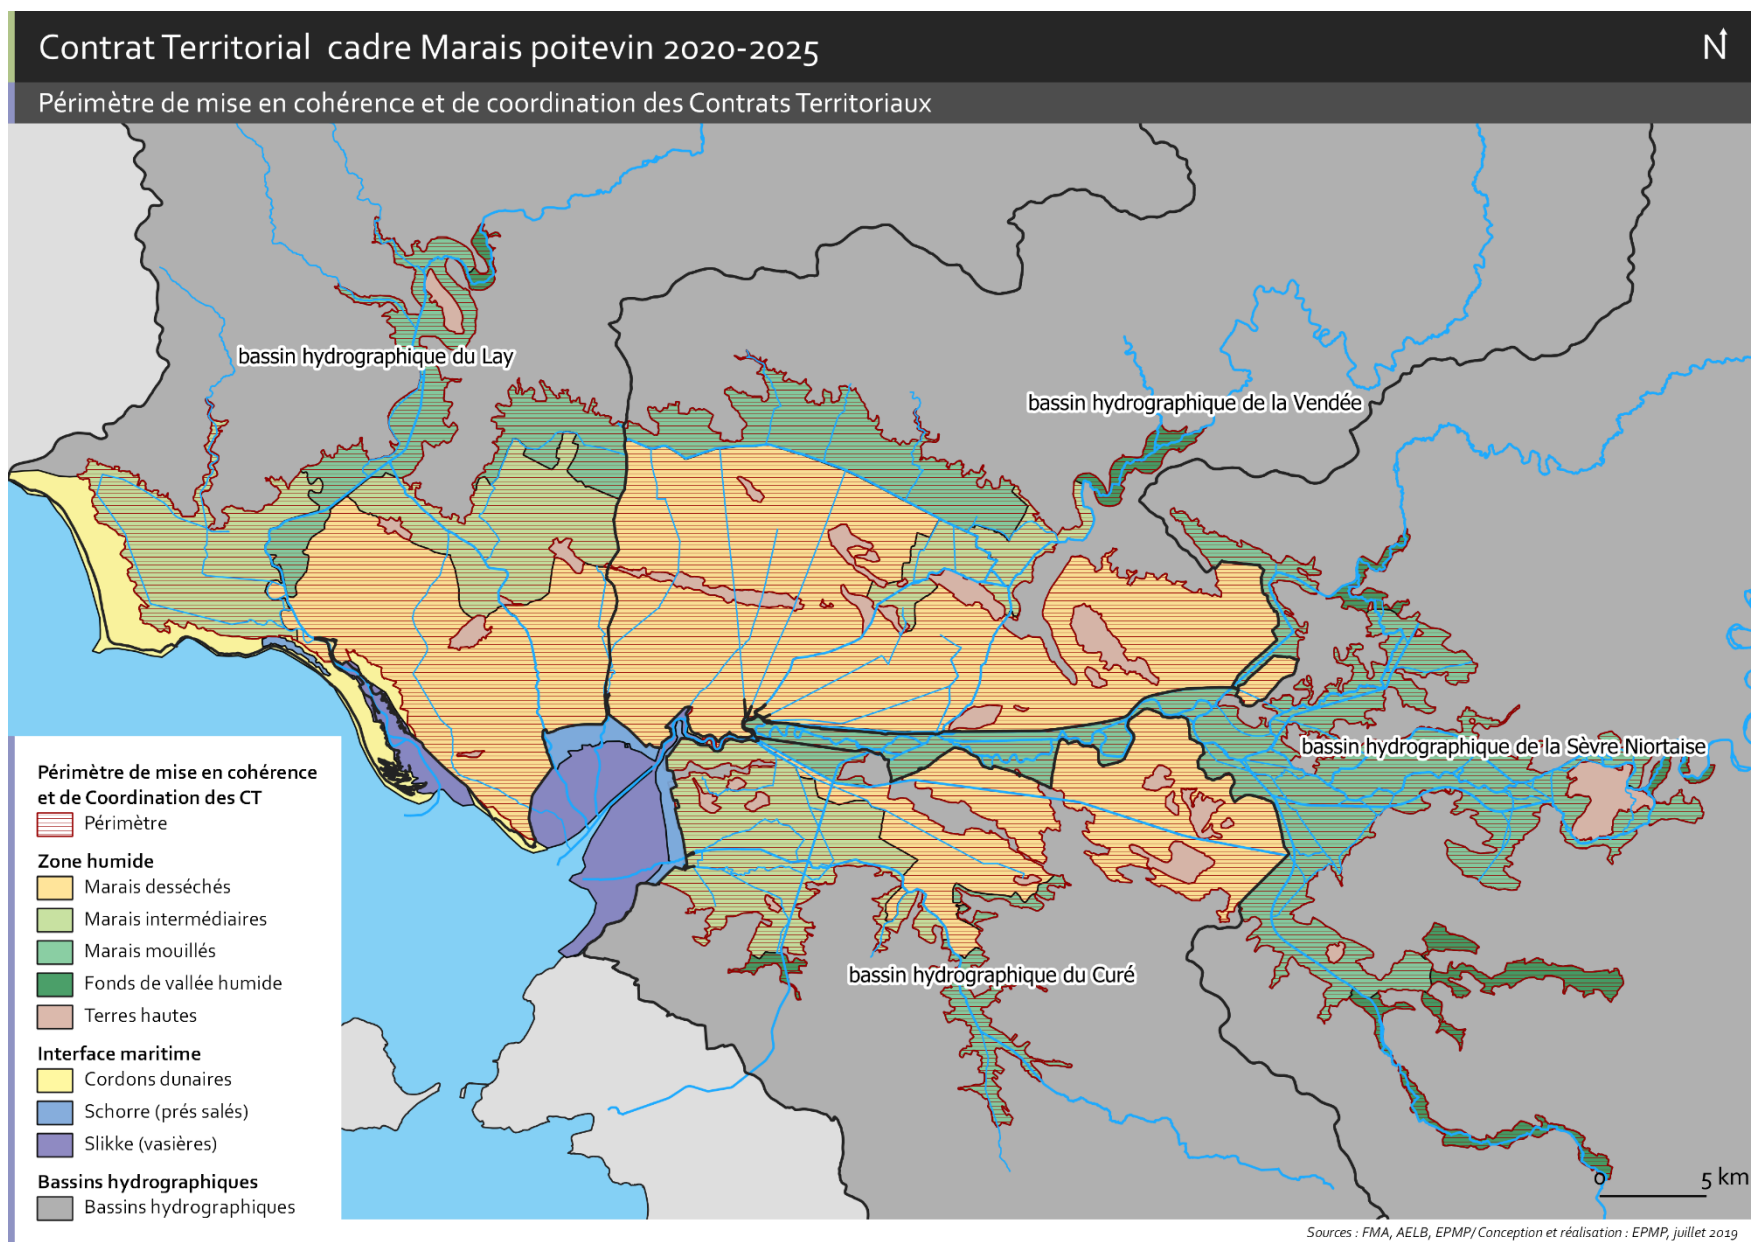 Contrat Territorial cadre Marais poitevin 2020-2025
N
Périmètre de mise en cohérence et de coordination des Contrats Territoriaux
bassin hydrographique du Lay
bassin hydrographique de la Vendée
bassin hydrographique de la Sèvre Niortaise
bassin hydrographique du Curé
Périmètre de mise en cohérence
et de Coordination des CT
Périmètre
Zone humide
Marais desséchés
Marais intermédiaires
Marais mouillés
Fonds de vallée humide
Terres hautes
Interface maritime
Cordons dunaires
Schorre (prés salés)
Slikke (vasières)
Bassins hydrographiques
Bassins hydrographiques
0 5 km
Sources : FMA, AELB, EPMP/ Conception et réalisation : EPMP, juillet 2019